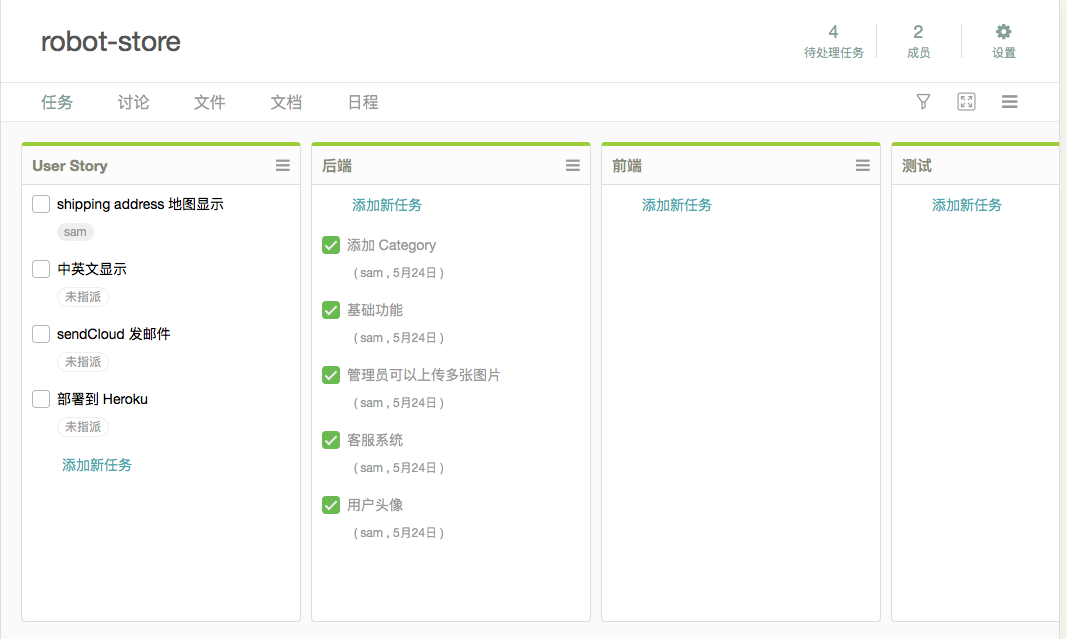 robot-store
4
待处理任务
2
成员
设置
任务
讨论
文件
文档
日程
User Story
shipping address 地图显示
sam
中英文显示
未指派
sendCloud 发邮件
未指派
部署到 Heroku
未指派
添加新任务
后端
添加新任务
添加 Category
( sam , 5月24日 )
基础功能
( sam , 5月24日 )
管理员可以上传多张图片
( sam , 5月24日 )
客服系统
( sam , 5月24日 )
用户头像
( sam , 5月24日 )
前端
添加新任务
测试
添加新任务